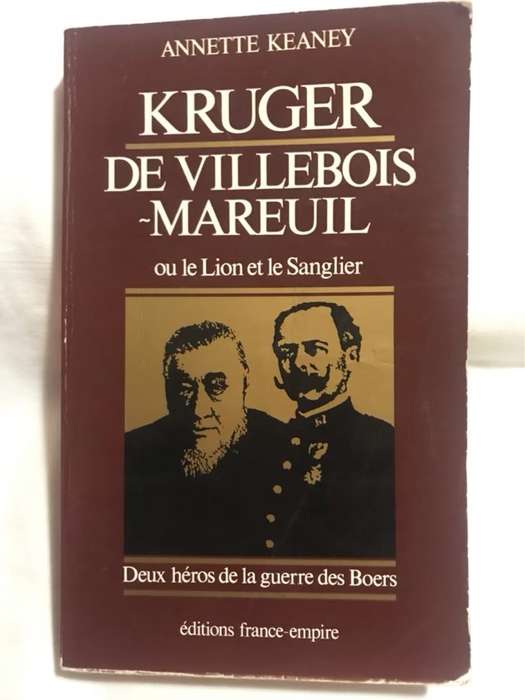 ANNETTE KEANEY
KRUGER
DE VILLEBOIS
~MAREUIL
ou le Lion et le Sanglier
Deux héros de la guerre des Boers
éditions france-empire